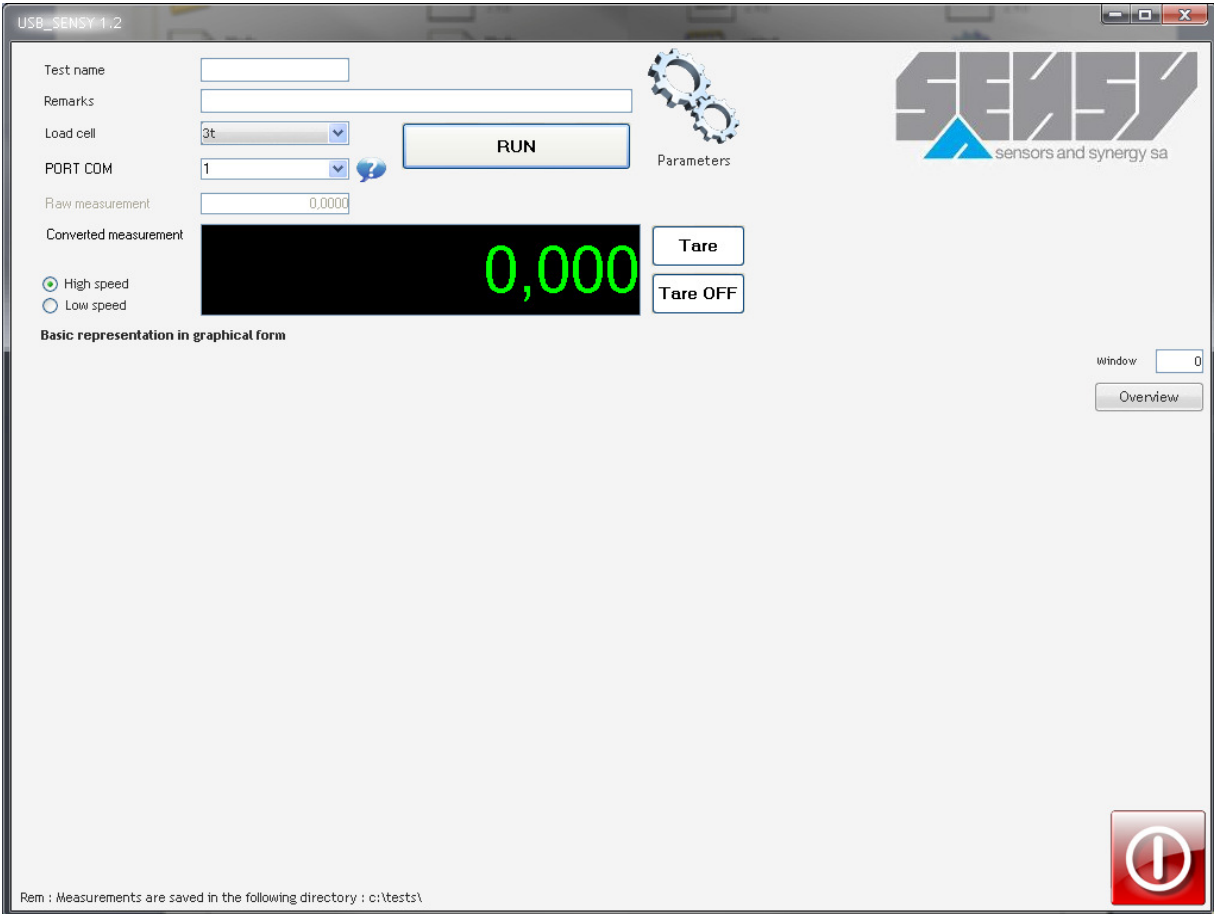 USB_SENSY 1.2
SENSY
sensors and synergy sa
Test name
Remarks
Load cell 3t
RUN
PORT COM 1 ?
Parameters
Raw measurement 0,0000
Converted measurement 0,000
Tare
High speed
Tare OFF
Low speed
Basic representation in graphical form
Window 0
Overview
Rem : Measurements are saved in the following directory : c:\tests\